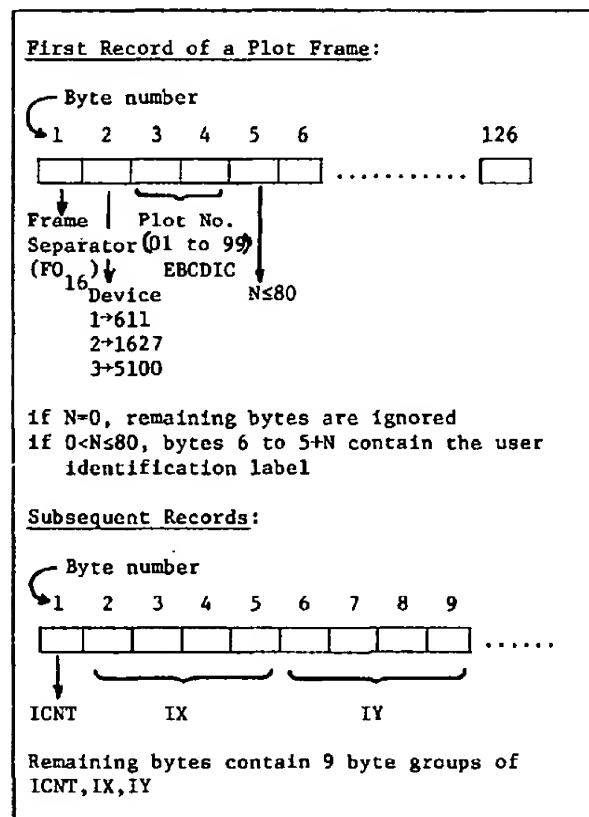 First Record of a Plot Frame:
Byte number
1 2 3 4 5 6 126
Frame Plot No.
Separator (01 to 99)
(F0₁₆) EBCDIC
Device N≤80
1→611
2→1627
3→5100
if N=0, remaining bytes are ignored
if 0<N≤80, bytes 6 to 5+N contain the user
identification label
Subsequent Records:
Byte number
1 2 3 4 5 6 7 8 9
ICNT IX IY
Remaining bytes contain 9 byte groups of
ICNT,IX,IY